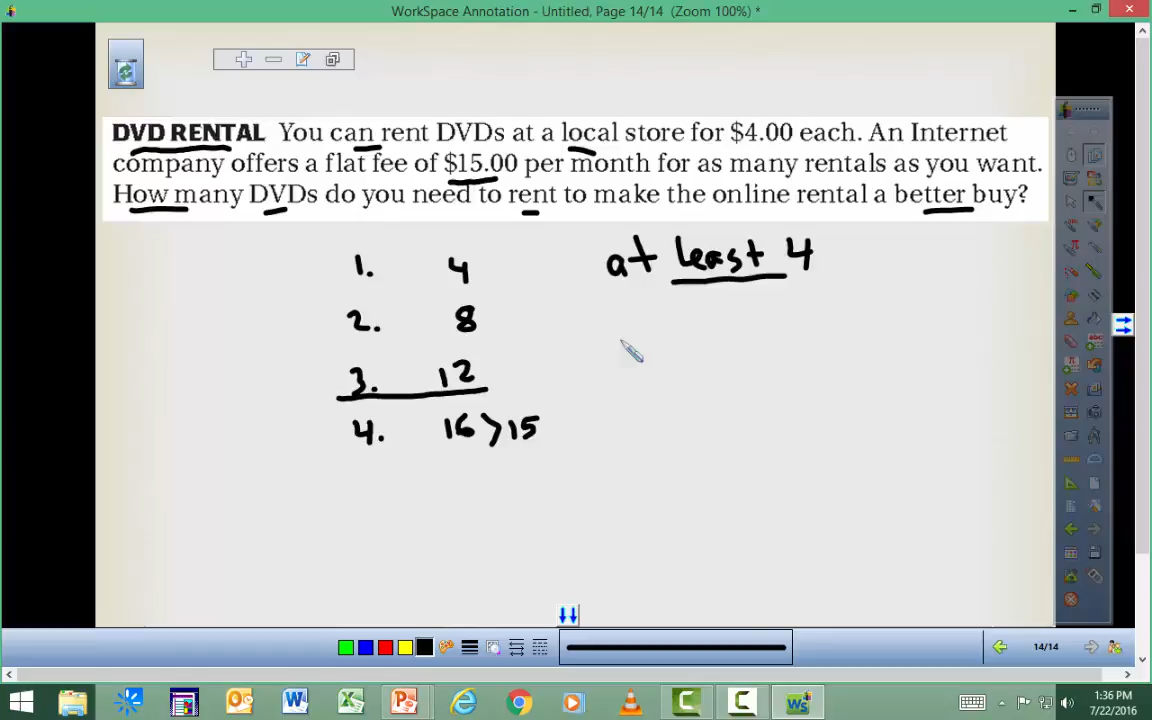 WorkSpace Annotation - Untitled, Page 14/14 (Zoom 100%) *
DVD RENTAL You can rent DVDs at a local store for $4.00 each. An Internet
company offers a flat fee of $15.00 per month for as many rentals as you want.
How many DVDs do you need to rent to make the online rental a better buy?
1. 4
2. 8
3. 12
4. 16 > 15
at least 4
14/14
1:36 PM
7/22/2016